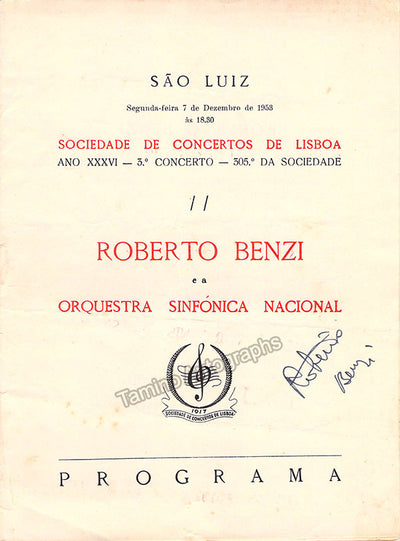 SÃO LUIZ
Segunda-feira 7 de Dezembro de 1953
às 18.30
SOCIEDADE DE CONCERTOS DE LISBOA
ANO XXXVI — 3.º CONCERTO — 305.º DA SOCIEDADE
//
ROBERTO BENZI
e a
ORQUESTRA SINFÓNICA NACIONAL
Roberto
Benzi
Tamino Autographs
1917
SOCIEDADE DE CONCERTOS DE LISBOA
PROGRAMA